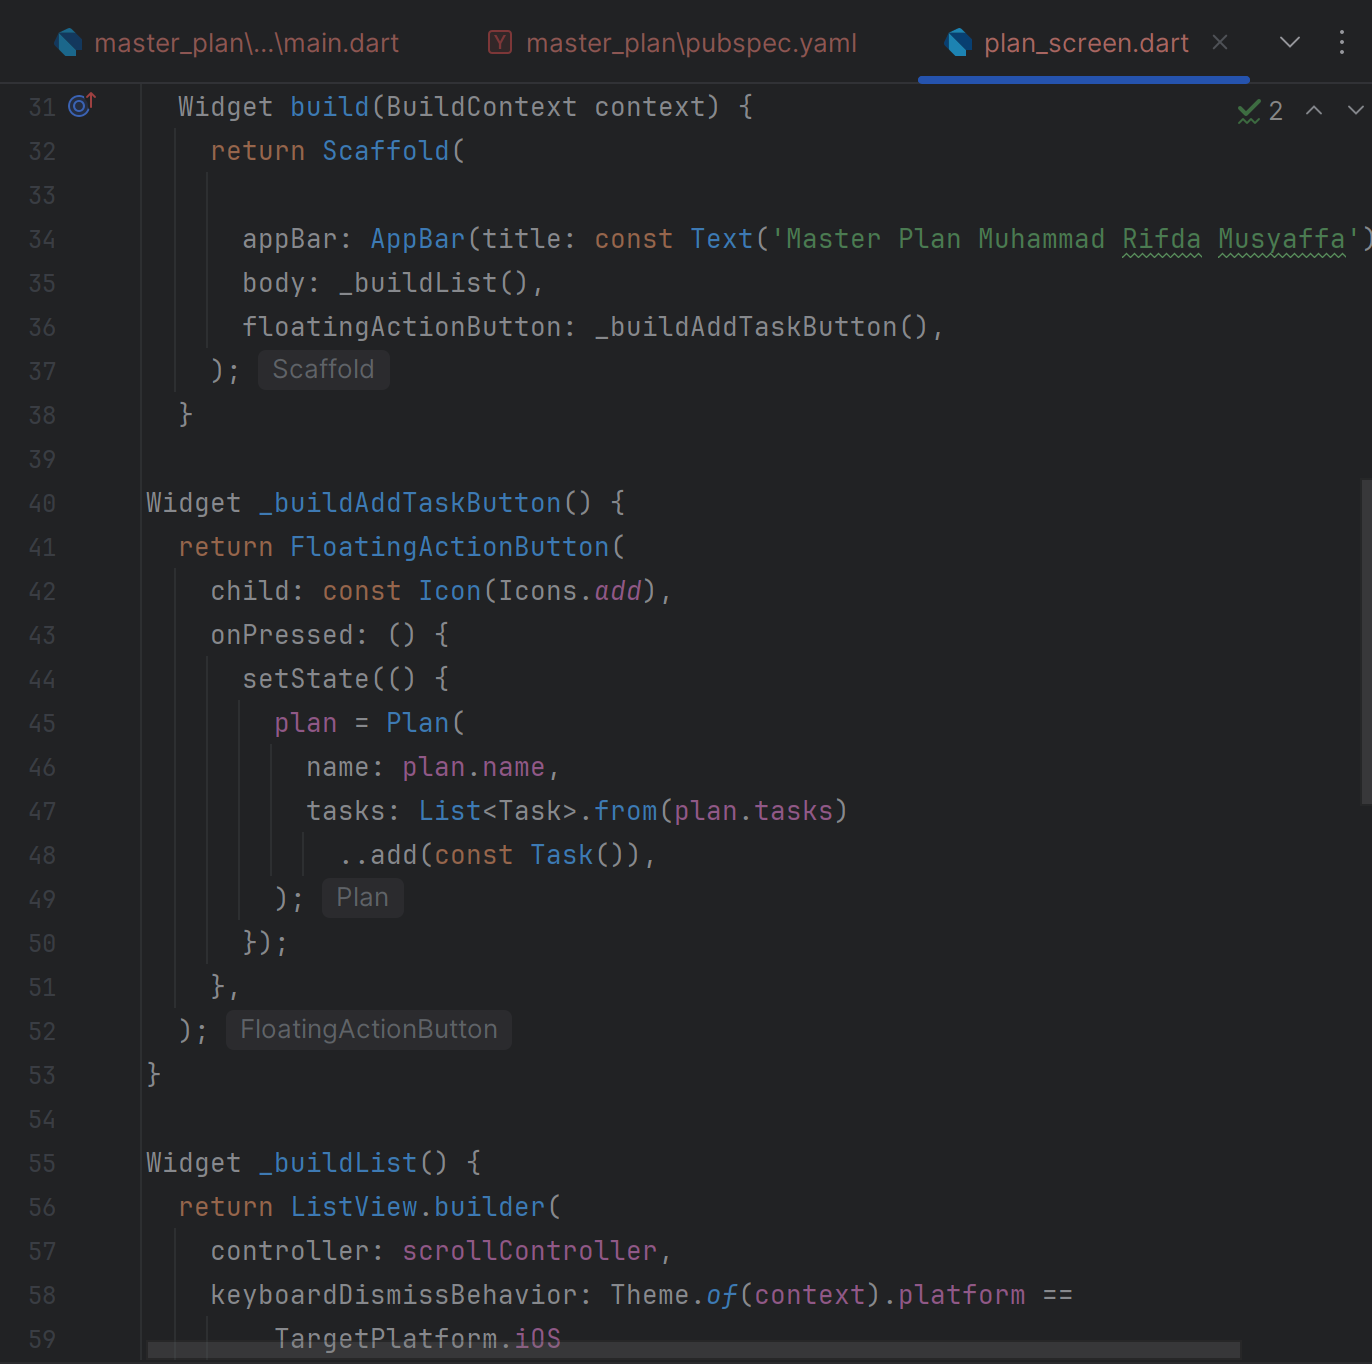 master_plan\...\main.dart
Y master_plan\pubspec.yaml
plan_screen.dart
31 Widget build(BuildContext context) {
2
32 return Scaffold(
33
34 appBar: AppBar(title: const Text('Master Plan Muhammad Rifda Musyaffa')
35 body: _buildList(),
36 floatingActionButton: _buildAddTaskButton(),
37 ); Scaffold
38 }
39
40 Widget _buildAddTaskButton() {
41 return FloatingActionButton(
42 child: const Icon(Icons.add),
43 onPressed: () {
44 setState(() {
45 plan = Plan(
46 name: plan.name,
47 tasks: List<Task>.from(plan.tasks)
48 ..add(const Task()),
49 ); Plan
50 });
51 },
52 ); FloatingActionButton
53 }
54
55 Widget _buildList() {
56 return ListView.builder(
57 controller: scrollController,
58 keyboardDismissBehavior: Theme.of(context).platform ==
59 TargetPlatform.iOS